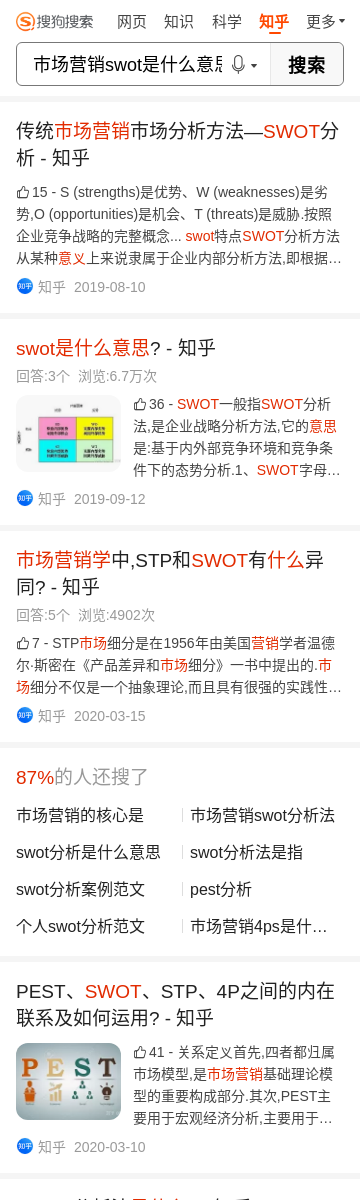 搜狗搜索 网页 知识 科学 知乎 更多
市场营销swot是什么意思 搜索
传统市场营销市场分析方法—SWOT分
析 - 知乎
15 - S (strengths)是优势、W (weaknesses)是劣
势,O (opportunities)是机会、T (threats)是威胁.按照
企业竞争战略的完整概念... swot特点SWOT分析方法
从某种意义上来说隶属于企业内部分析方法,即根据…
知乎 2019-08-10
swot是什么意思? - 知乎
回答:3个 浏览:6.7万次
36 - SWOT一般指SWOT分析
法,是企业战略分析方法,它的意思
是:基于内外部竞争环境和竞争条
件下的态势分析.1、SWOT字母…
知乎 2019-09-12
市场营销学中,STP和SWOT有什么异
同? - 知乎
回答:5个 浏览:4902次
7 - STP市场细分是在1956年由美国营销学者温德
尔·斯密在《产品差异和市场细分》一书中提出的.市
场细分不仅是一个抽象理论,而且具有很强的实践性…
知乎 2020-03-15
87%的人还搜了
市场营销的核心是 市场营销swot分析法
swot分析是什么意思 swot分析法是指
swot分析案例范文 pest分析
个人swot分析范文 市场营销4ps是什…
PEST、SWOT、STP、4P之间的内在
联系及如何运用? - 知乎
PEST
41 - 关系定义首先,四者都归属
市场模型,是市场营销基础理论模
型的重要构成部分.其次,PEST主
要用于宏观经济分析,主要用于…
知乎 2020-03-10